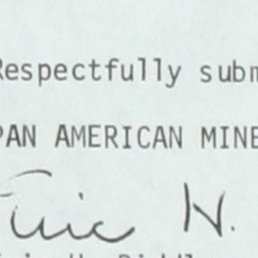 Respectfully subm
PAN AMERICAN MINE
Eric N.